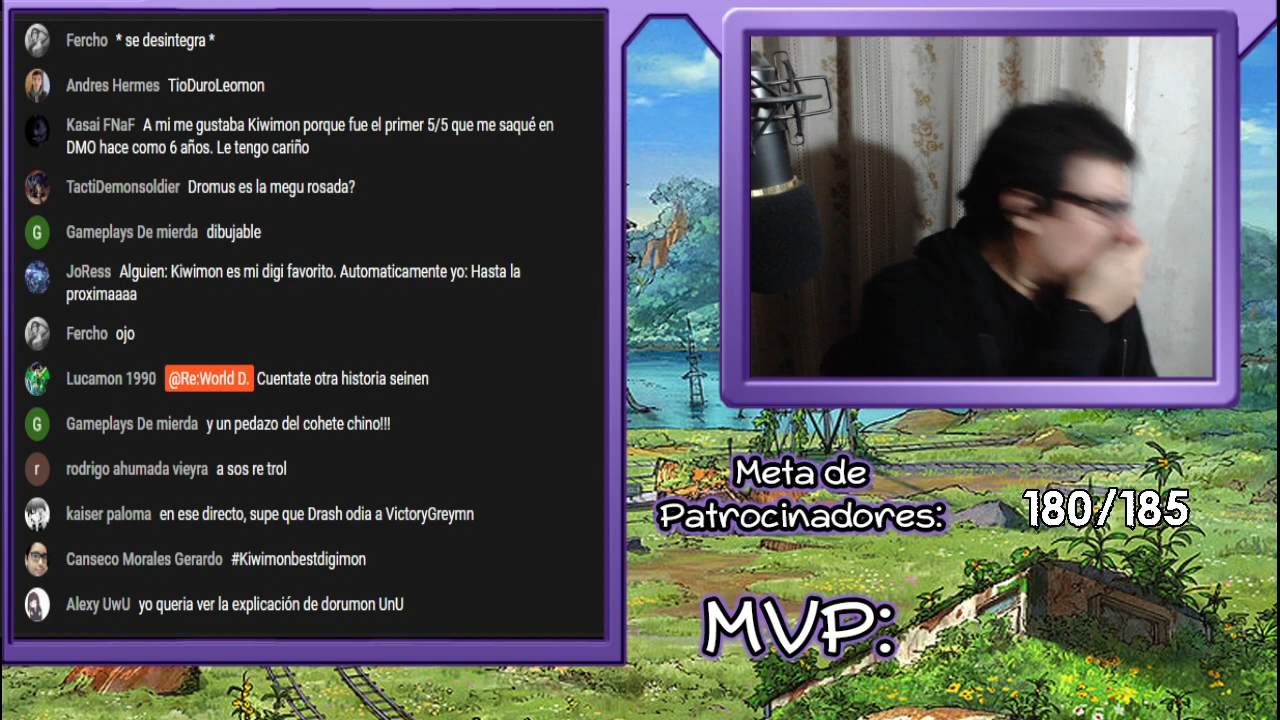 Fercho * se desintegra *
Andres Hermes TioDuroLeomon
Kasai FNaF A mi me gustaba Kiwimon porque fue el primer 5/5 que me saqué en
DMO hace como 6 años. Le tengo cariño
TactiDemonsoldier Dromus es la megu rosada?
G Gameplays De mierda dibujable
JoRess Alguien: Kiwimon es mi digi favorito. Automaticamente yo: Hasta la
proximaaaa
Fercho ojo
Lucamon 1990 @Re:World D. Cuentate otra historia seinen
G Gameplays De mierda y un pedazo del cohete chino!!!
r rodrigo ahumada vieyra a sos re trol
kaiser paloma en ese directo, supe que Drash odia a VictoryGreymn
Canseco Morales Gerardo #Kiwimonbestdigimon
Alexy UwU yo queria ver la explicación de dorumon UnU
Meta de
Patrocinadores: 180/185
MVP: